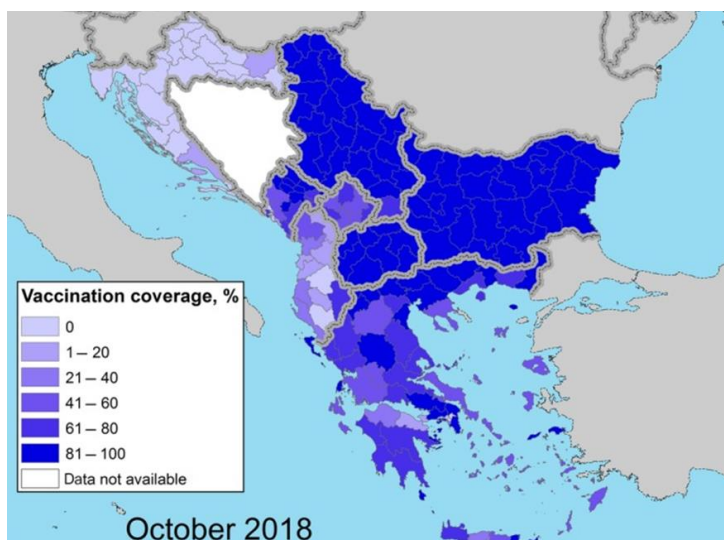 Vaccination coverage, %
0
1 – 20
21 – 40
41 – 60
61 – 80
81 – 100
Data not available
October 2018